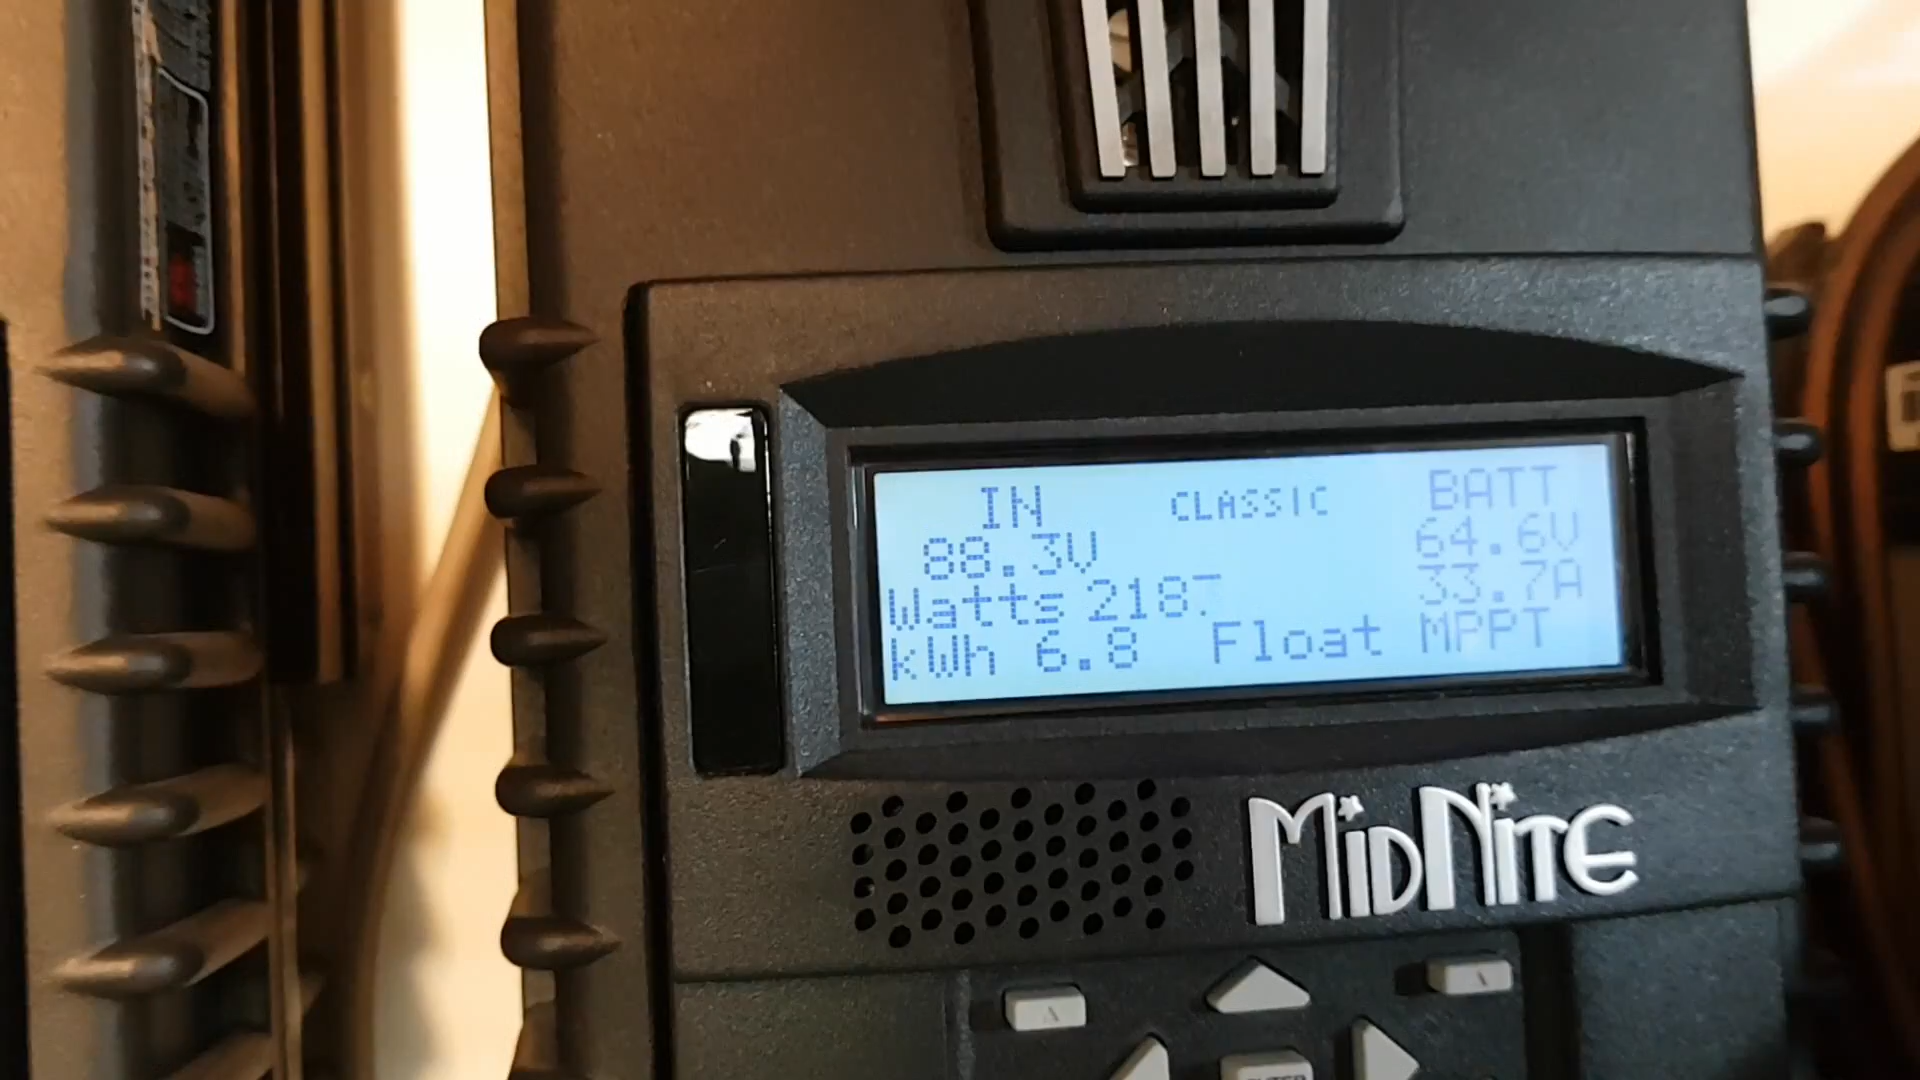 IN CLASSIC BATT
88.3V 64.6V
Watts 33.7A
kWh 6.8 Float MPPT
MIDNITE